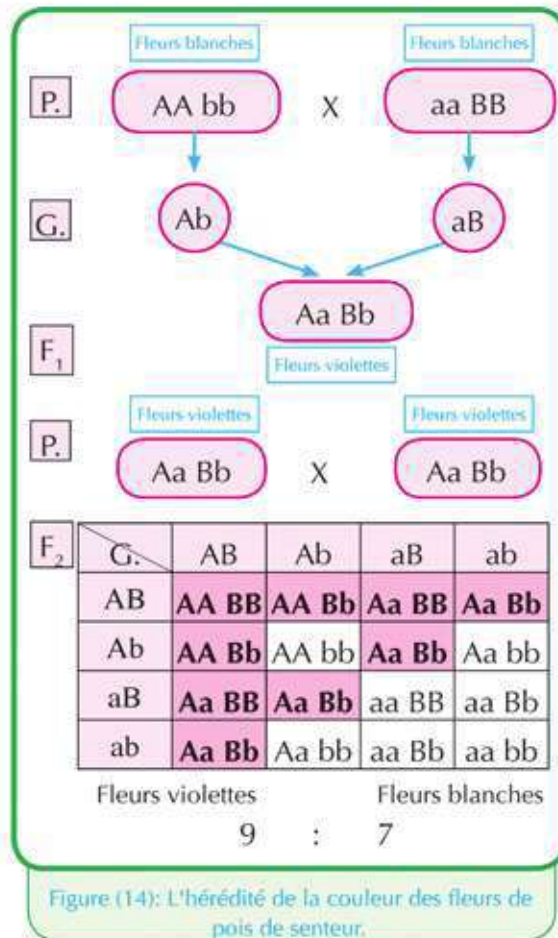 Fleurs blanches Fleurs blanches
P. AA bb X aa BB
G. Ab aB
Aa Bb
F1
Fleurs violettes
Fleurs violettes Fleurs violettes
P. Aa Bb X Aa Bb
F2 G. AB Ab aB ab
AB AA BB AA Bb Aa BB Aa Bb
Ab AA Bb AA bb Aa Bb Aa bb
aB Aa BB Aa Bb aa BB aa Bb
ab Aa Bb Aa bb aa Bb aa bb
Fleurs violettes Fleurs blanches
9 : 7
Figure (14): L'hérédité de la couleur des fleurs de
pois de senteur.